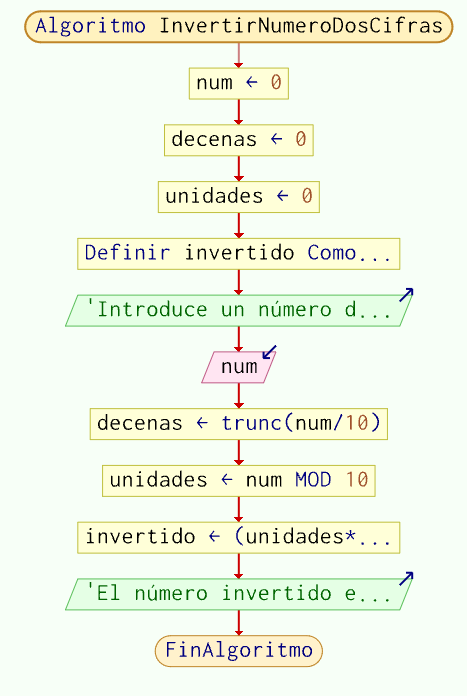 Algoritmo InvertirNumeroDosCifras
num ← 0
decenas ← 0
unidades ← 0
Definir invertido Como...
'Introduce un número d...
num
decenas ← trunc(num/10)
unidades ← num MOD 10
invertido ← (unidades*...
'El número invertido e...
FinAlgoritmo